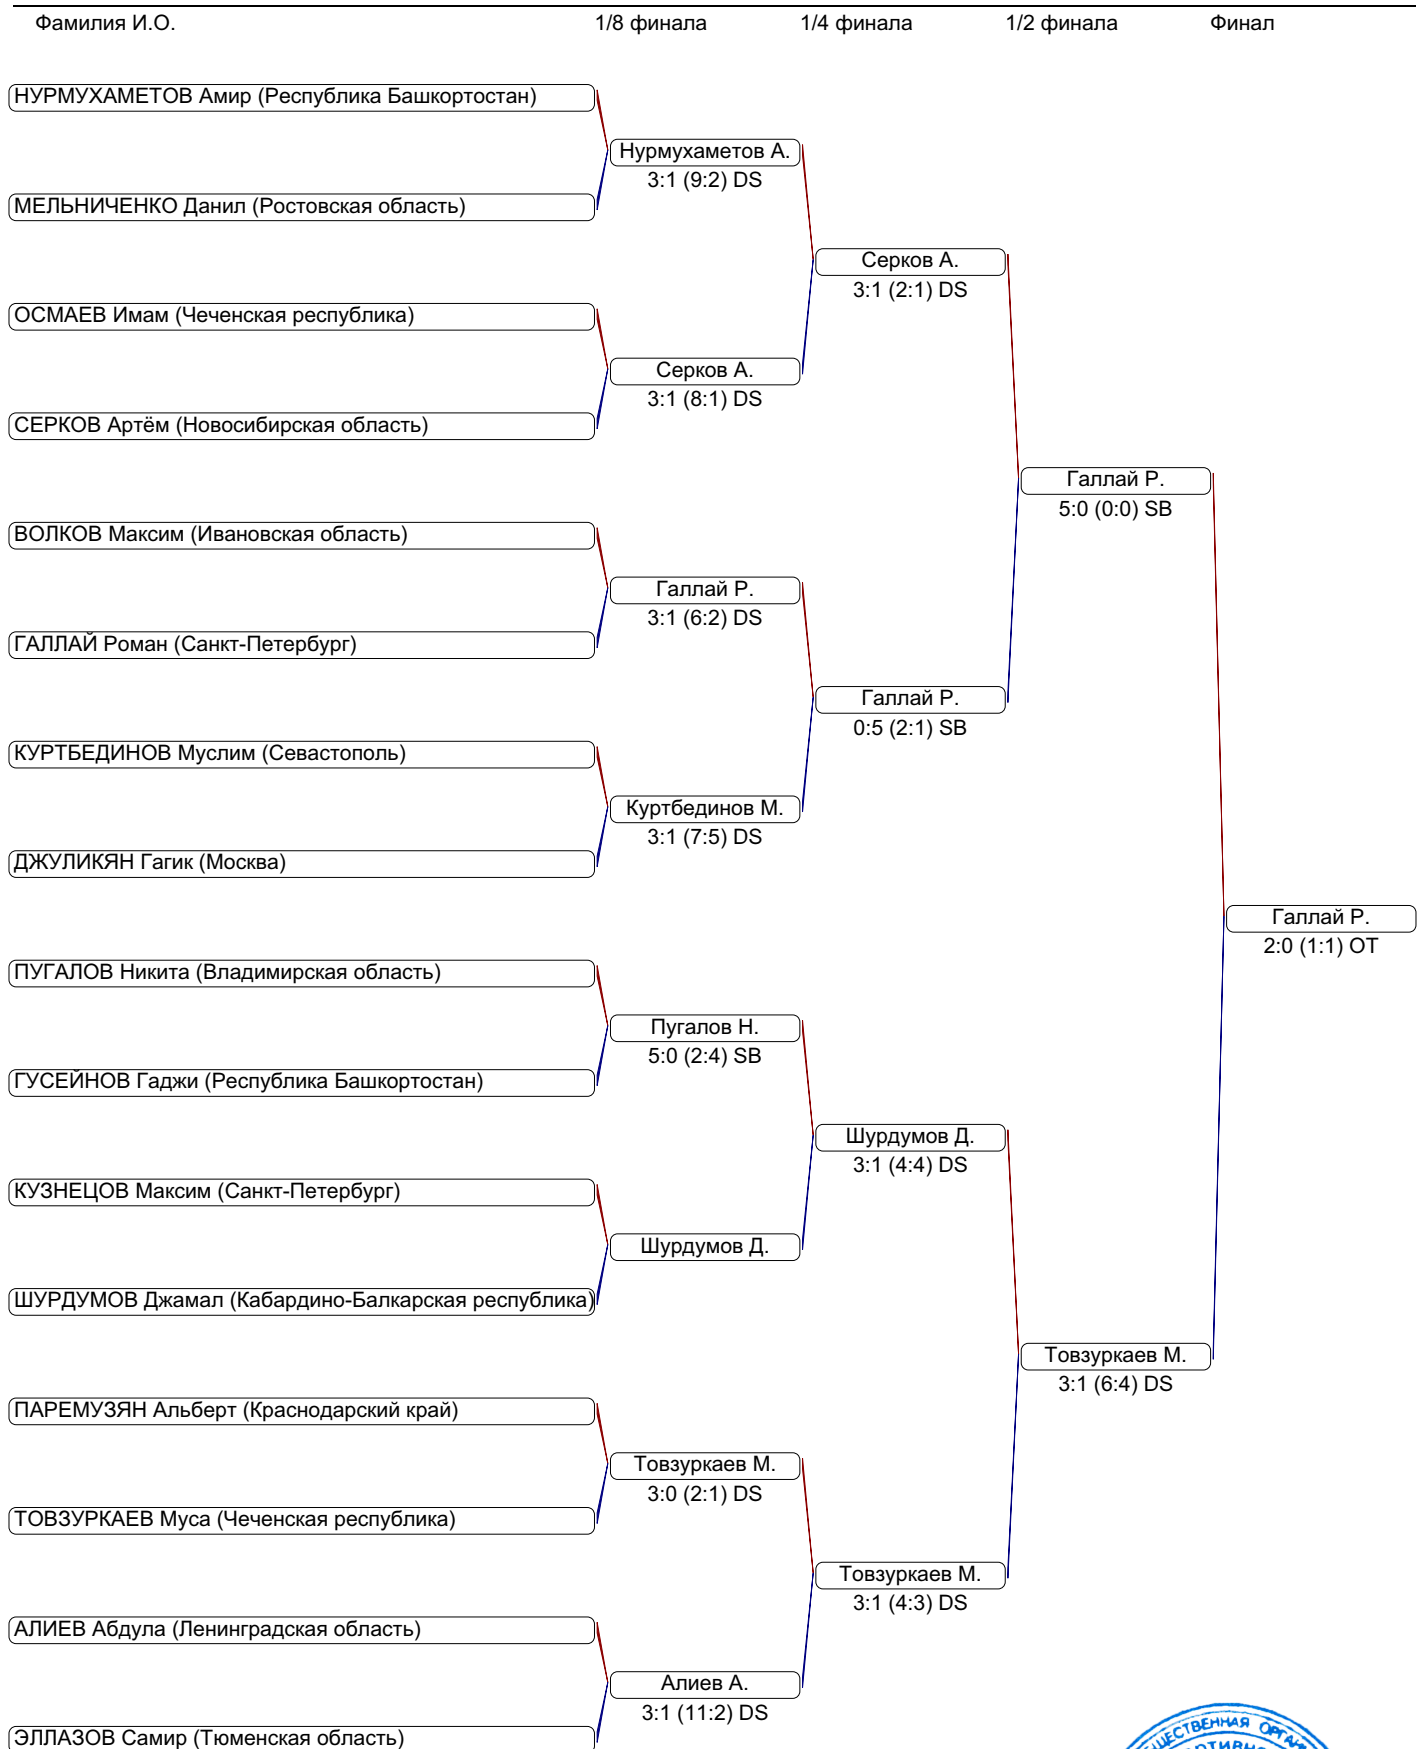 Фамилия И.О. 1/8 финала 1/4 финала 1/2 финала Финал
НУРМУХАМЕТОВ Амир (Республика Башкортостан)
Нурмухаметов А.
3:1 (9:2) DS
МЕЛЬНИЧЕНКО Данил (Ростовская область)
Серков А.
3:1 (2:1) DS
ОСМАЕВ Имам (Чеченская республика)
Серков А.
3:1 (8:1) DS
СЕРКОВ Артём (Новосибирская область)
Галлай Р.
5:0 (0:0) SB
ВОЛКОВ Максим (Ивановская область)
Галлай Р.
3:1 (6:2) DS
ГАЛЛАЙ Роман (Санкт-Петербург)
Галлай Р.
0:5 (2:1) SB
КУРТБЕДИНОВ Муслим (Севастополь)
Куртбединов М.
3:1 (7:5) DS
ДЖУЛИКЯН Гагик (Москва)
Галлай Р.
2:0 (1:1) OT
ПУГАЛОВ Никита (Владимирская область)
Пугалов Н.
5:0 (2:4) SB
ГУСЕЙНОВ Гаджи (Республика Башкортостан)
Шурдумов Д.
3:1 (4:4) DS
КУЗНЕЦОВ Максим (Санкт-Петербург)
Шурдумов Д.
ШУРДУМОВ Джамал (Кабардино-Балкарская республика)
Товзуркаев М.
3:1 (6:4) DS
ПАРЕМУЗЯН Альберт (Краснодарский край)
Товзуркаев М.
3:0 (2:1) DS
ТОВЗУРКАЕВ Муса (Чеченская республика)
Товзуркаев М.
3:1 (4:3) DS
АЛИЕВ Абдула (Ленинградская область)
Алиев А.
3:1 (11:2) DS
ЭЛЛАЗОВ Самир (Тюменская область)